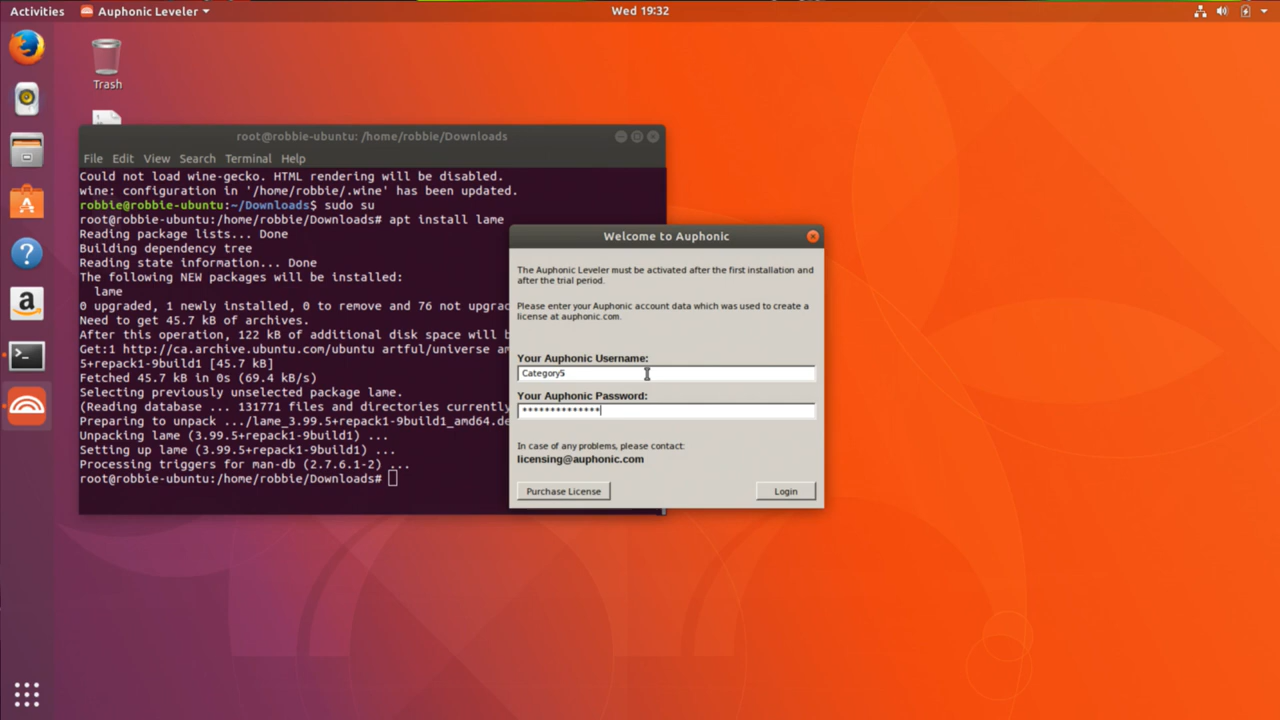 Activities
Auphonic Leveler
Wed 19:32
Trash
root@robbie-ubuntu: /home/robbie/Downloads
File Edit View Search Terminal Help
Could not load wine-gecko. HTML rendering will be disabled.
wine: configuration in '/home/robbie/.wine' has been updated.
robbie@robbie-ubuntu:~/Downloads$ sudo su
root@robbie-ubuntu:/home/robbie/Downloads# apt install lame
Reading package lists... Done
Building dependency tree
Reading state information... Done
The following NEW packages will be installed:
lame
0 upgraded, 1 newly installed, 0 to remove and 76 not upgrad
Need to get 45.7 kB of archives.
After this operation, 122 kB of additional disk space will b
Get:1 http://ca.archive.ubuntu.com/ubuntu artful/universe am
5+repack1-9build1 [45.7 kB]
Fetched 45.7 kB in 0s (69.4 kB/s)
Selecting previously unselected package lame.
(Reading database ... 131771 files and directories currently
Preparing to unpack .../lame_3.99.5+repack1-9build1_amd64.de
Unpacking lame (3.99.5+repack1-9build1) ...
Setting up lame (3.99.5+repack1-9build1) ...
Processing triggers for man-db (2.7.6.1-2) ...
root@robbie-ubuntu:/home/robbie/Downloads#
Welcome to Auphonic
The Auphonic Leveler must be activated after the first installation and
after the trial period.
Please enter your Auphonic account data which was used to create a
license at auphonic.com.
Your Auphonic Username:
Category5
Your Auphonic Password:
**************
In case of any problems, please contact:
licensing@auphonic.com
Purchase License
Login